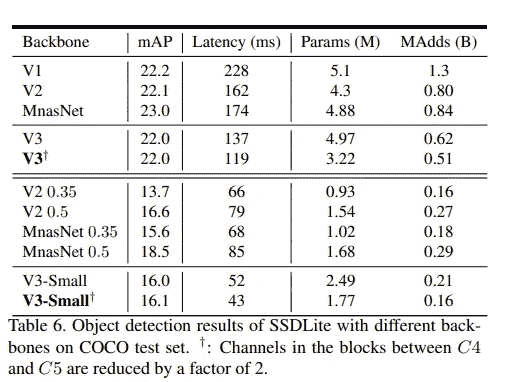 Backbone mAP Latency (ms) Params (M) MAdds (B)
V1 22.2 228 5.1 1.3
V2 22.1 162 4.3 0.80
MnasNet 23.0 174 4.88 0.84
V3 22.0 137 4.97 0.62
V3† 22.0 119 3.22 0.51
V2 0.35 13.7 66 0.93 0.16
V2 0.5 16.6 79 1.54 0.27
MnasNet 0.35 15.6 68 1.02 0.18
MnasNet 0.5 18.5 85 1.68 0.29
V3-Small 16.0 52 2.49 0.21
V3-Small† 16.1 43 1.77 0.16
Table 6. Object detection results of SSDLite with different back-
bones on COCO test set. †: Channels in the blocks between C4
and C5 are reduced by a factor of 2.